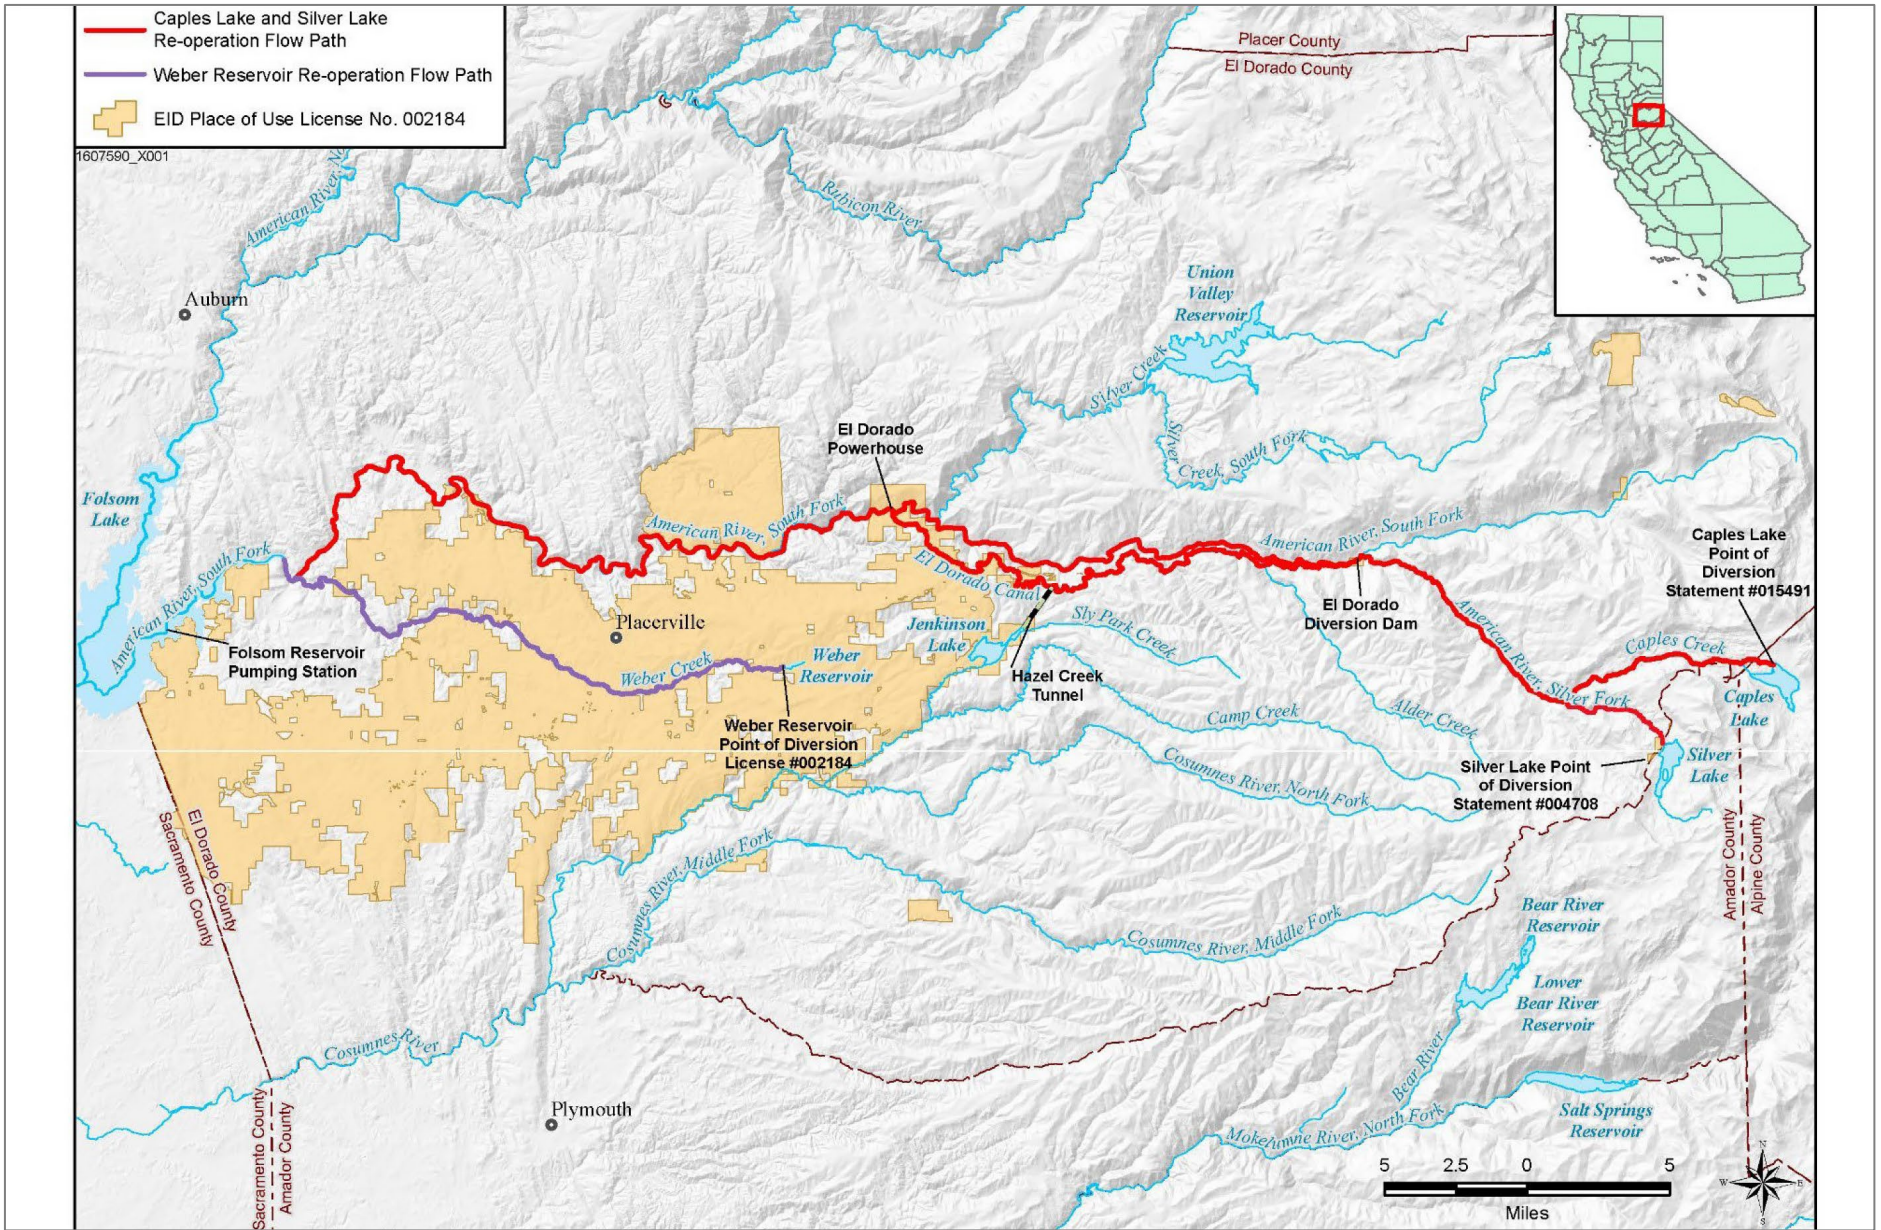 Caples Lake and Silver Lake
Re-operation Flow Path
Weber Reservoir Re-operation Flow Path
EID Place of Use License No. 002184
1607590_X001
Placer County
El Dorado County
American River, No
Rubicon River
Auburn
Union
Valley
Reservoir
Silver Creek
Silver
Creek, South Fork
El Dorado
Powerhouse
Folsom
Lake
American River, South Fork
American River, South Fork
American River, South Fork
El Dorado Canal
Caples Lake
Point of
Diversion
Statement #015491
El Dorado
Diversion Dam
Placerville
Jenkinson
Lake
Sly Park Creek
American River, Silver Fork
Caples Creek
Folsom Reservoir
Pumping Station
Weber Creek
Weber
Reservoir
Hazel Creek
Tunnel
Caples
Lake
Alder Creek
Camp Creek
Weber Reservoir
Point of Diversion
License #002184
Cosumnes River, North Fork
Silver Lake Point
of Diversion
Statement #004708
Silver
Lake
El Dorado County
Sacramento County
Amador County
Alpine County
Cosumnes River, Middle Fork
Cosumnes River, Middle Fork
Bear River
Reservoir
Lower
Bear River
Reservoir
Cosumnes River
Bear River
Plymouth
Sacramento County
Amador County
Mokelumne River, North Fork
Salt Springs
Reservoir
N
W
E
S
5 2.5 0 5
Miles